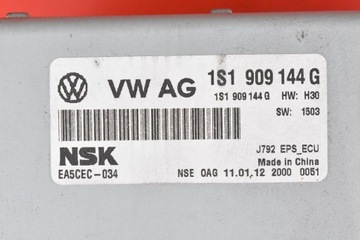 VW AG 1S1 909 144 G
1S1 909 144 G HW: H30
SW: 1503
NSK
J792 EPS_ECU
Made in China
EA5CEC-034
NSE OAG 11.01.12 2000 0051